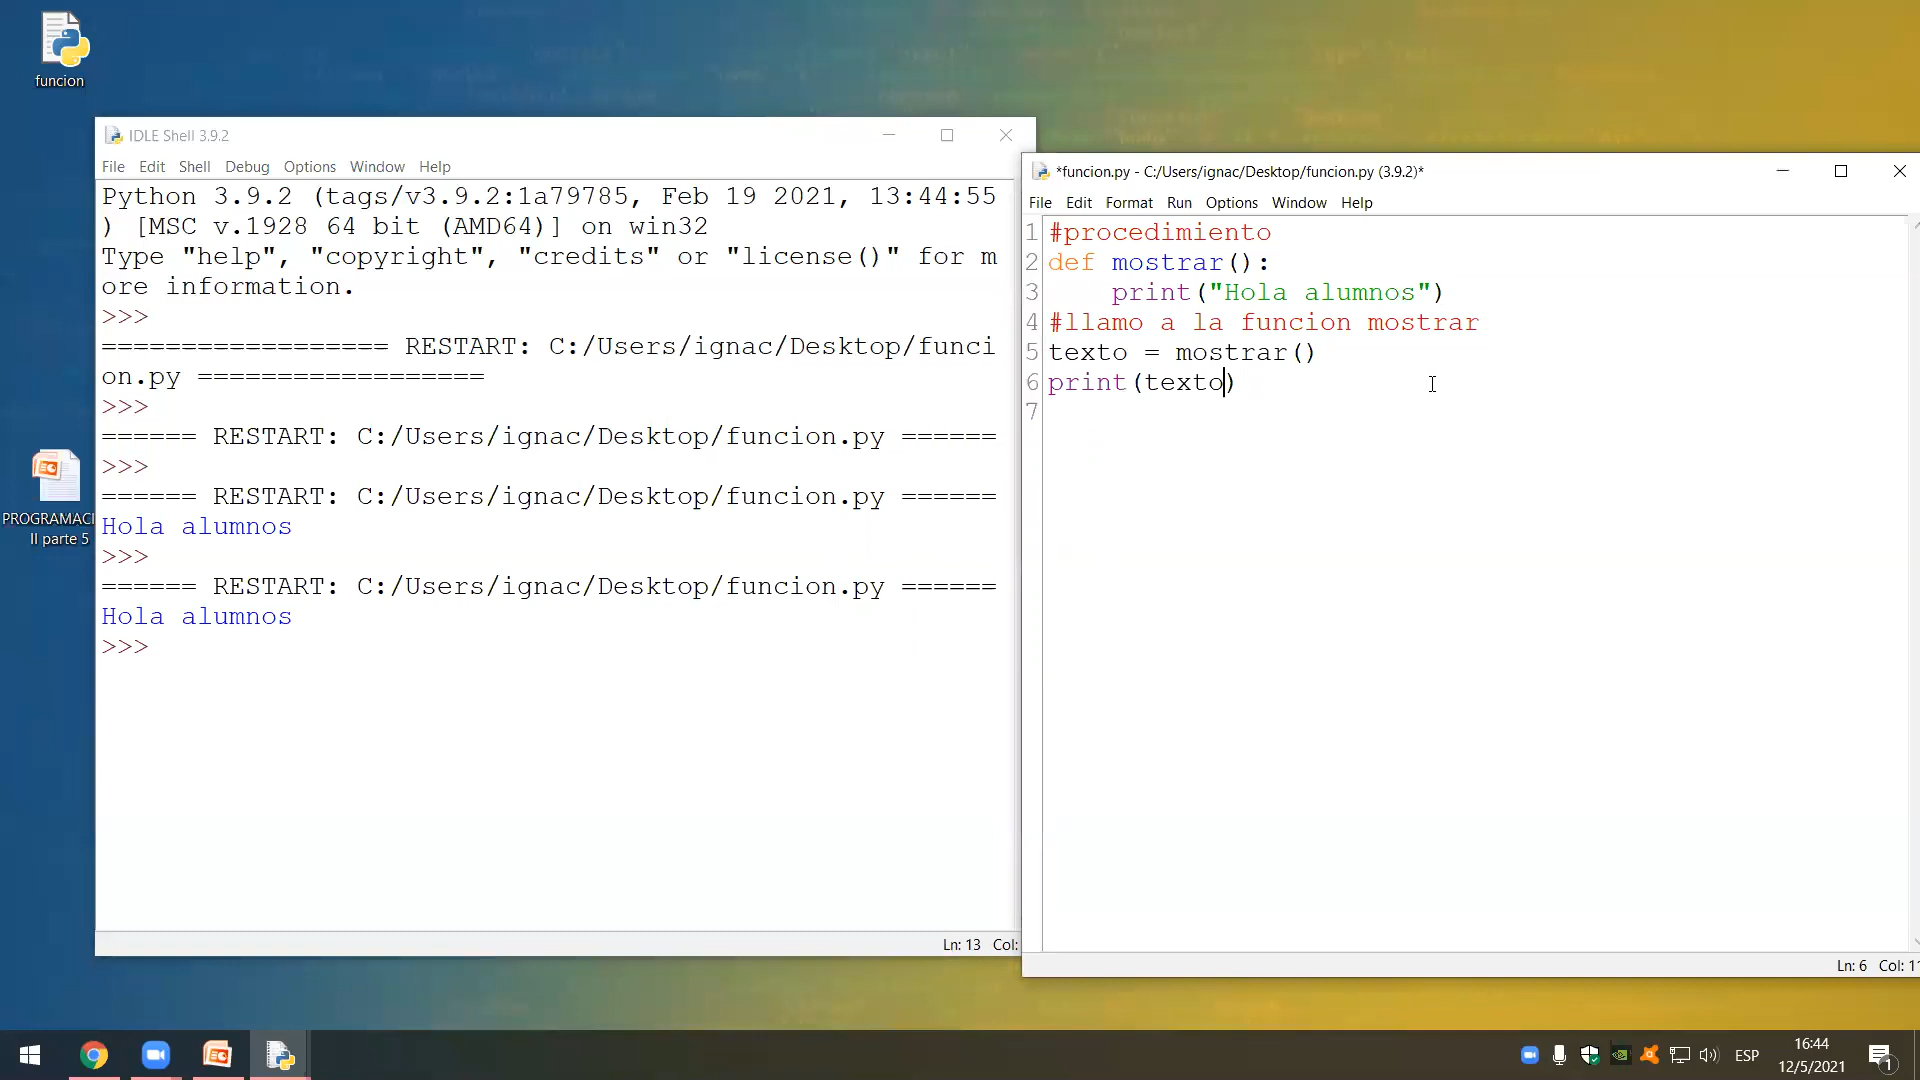 funcion
IDLE Shell 3.9.2
File Edit Shell Debug Options Window Help
Python 3.9.2 (tags/v3.9.2:1a79785, Feb 19 2021, 13:44:55
) [MSC v.1928 64 bit (AMD64)] on win32
Type "help", "copyright", "credits" or "license()" for m
ore information.
>>>
================== RESTART: C:/Users/ignac/Desktop/funci
on.py ==================
>>>
====== RESTART: C:/Users/ignac/Desktop/funcion.py ======
>>>
====== RESTART: C:/Users/ignac/Desktop/funcion.py ======
Hola alumnos
>>>
====== RESTART: C:/Users/ignac/Desktop/funcion.py ======
Hola alumnos
>>>
Ln: 13 Col:
PROGRAMACI
II parte 5
*funcion.py - C:/Users/ignac/Desktop/funcion.py (3.9.2)*
File Edit Format Run Options Window Help
1 #procedimiento
2 def mostrar():
3 print("Hola alumnos")
4 #llamo a la funcion mostrar
5 texto = mostrar()
6 print(texto)
7
Ln: 6 Col: 11
ESP
16:44
12/5/2021
1